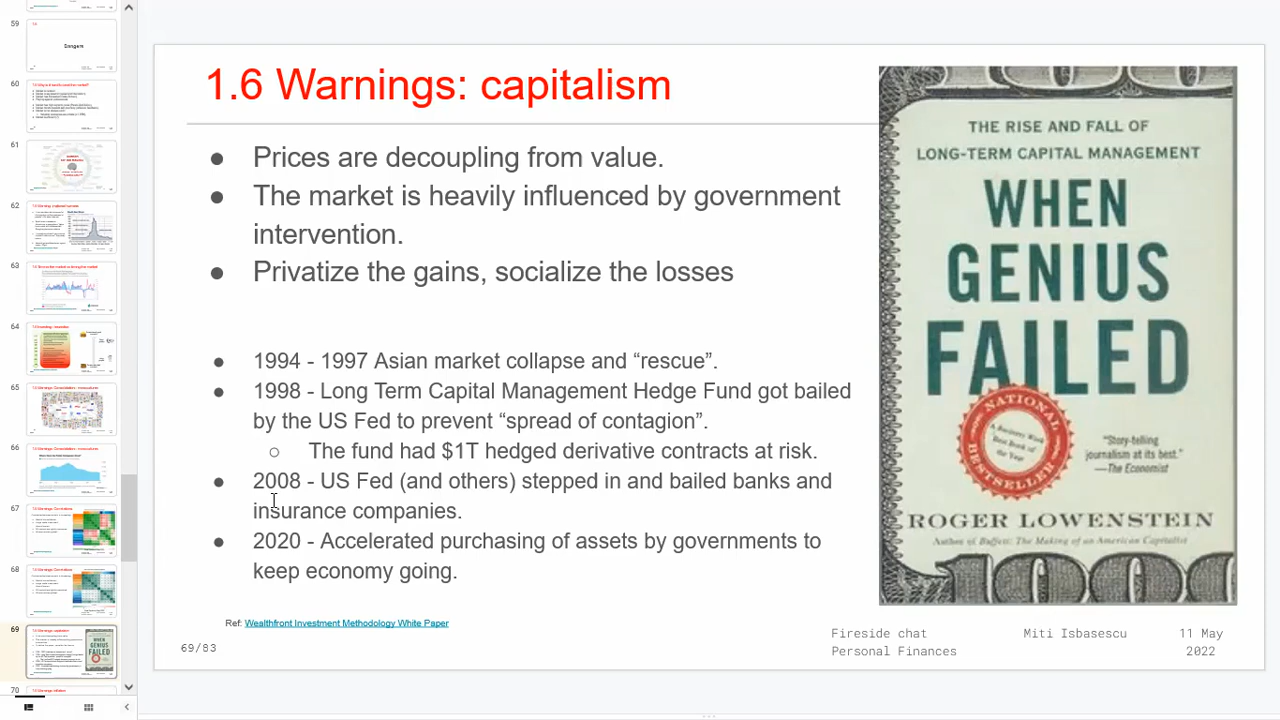 59
60
61
62
63
64
65
66
67
68
69
70
1.6 Warnings: capitalism
● Prices are decoupling from value.
● The market is heavily influenced by government
intervention.
● Privatize the gains, socialize the losses
● 1994 - 1997 Asian market collapse and “rescue”.
● 1998 - Long Term Capital Management Hedge Fund got bailed
by the US Fed to prevent “spread of contagion”.
○ The fund had $1T hedged derivative contracts at risk.
● 2008 - US Fed (and others) stepped in and bailed banks and
insurance companies.
● 2020 - Accelerated purchasing of assets by governments to
keep economy going.
Ref: Wealthfront Investment Methodology White Paper
THE RISE AND FALL OF
LONG-TERM CAPITAL MANAGEMENT
WHEN
GENIUS
FAILED
NATIONAL
A Business Week
Best Book of
the Year
BESTSELLER
“Story-telling
journalism at its best.”
—The Economist
ROGER LOWENSTEIN
Author of Buffett: The Making of an American Capitalist
69/83
Fireside chat Miti Isbasescu May
Personal Finances 2022